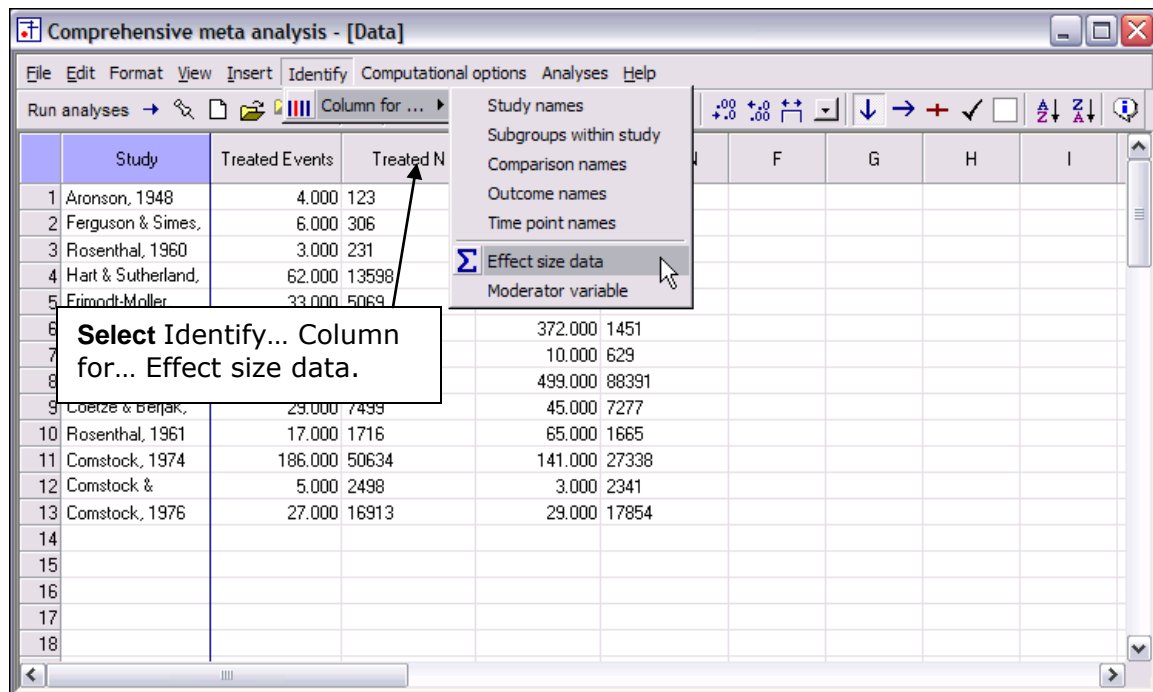 Comprehensive meta analysis - [Data]
File Edit Format View Insert Identify Computational options Analyses Help
Run analyses
Column for ...
Study names
Subgroups within study
Comparison names
Outcome names
Time point names
Effect size data
Moderator variable
Study Treated Events Treated N F G H I
1 Aronson, 1948 4.000 123
2 Ferguson & Simes, 6.000 306
3 Rosenthal, 1960 3.000 231
4 Hart & Sutherland, 62.000 13598
5 Frimodt-Moller 33.000 5069
6 372.000 1451
7 10.000 629
8 499.000 88391
9 Coetze & Berjak, 29.000 7499 45.000 7277
10 Rosenthal, 1961 17.000 1716 65.000 1665
11 Comstock, 1974 186.000 50634 141.000 27338
12 Comstock & 5.000 2498 3.000 2341
13 Comstock, 1976 27.000 16913 29.000 17854
14
15
16
17
18
Select Identify... Column
for... Effect size data.